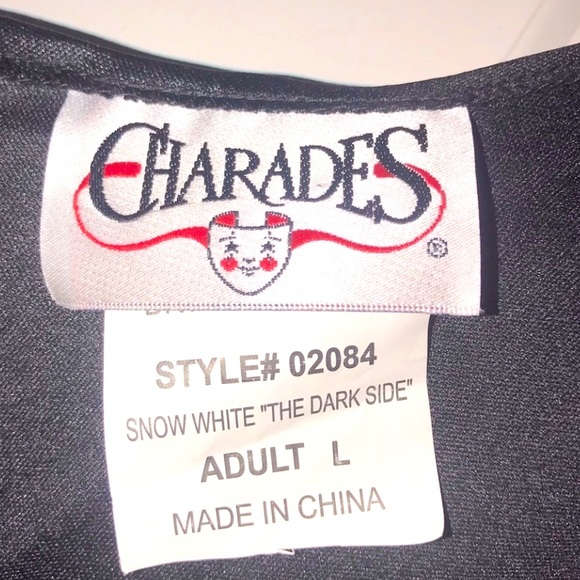 CHARADES
®
STYLE# 02084
SNOW WHITE "THE DARK SIDE"
ADULT L
MADE IN CHINA